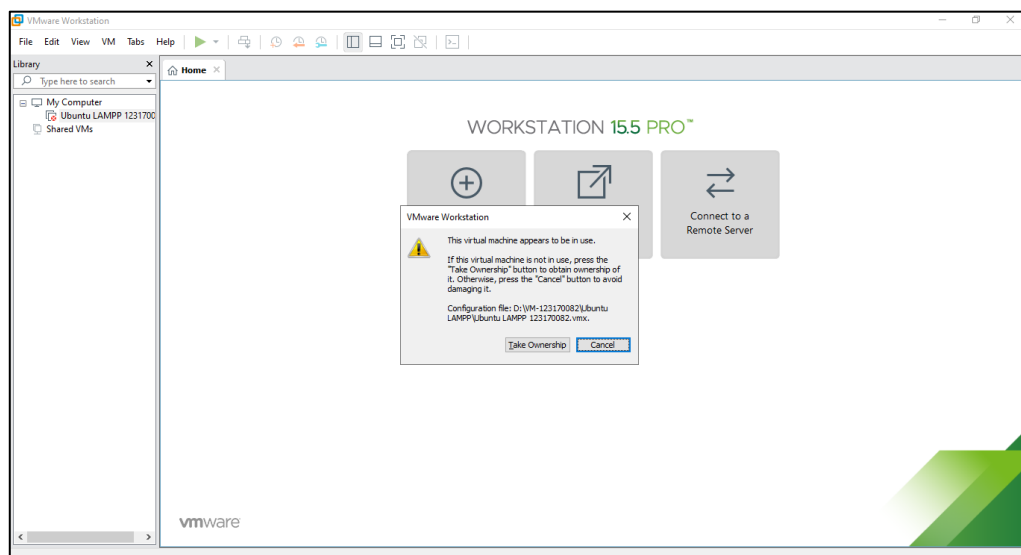 VMware Workstation
File Edit View VM Tabs Help
Library
Home
Type here to search
My Computer
Ubuntu LAMPP 1231700
Shared VMs
WORKSTATION 15.5 PRO™
Connect to a
Remote Server
VMware Workstation
This virtual machine appears to be in use.
If this virtual machine is not in use, press the
"Take Ownership" button to obtain ownership of
it. Otherwise, press the "Cancel" button to avoid
damaging it.
Configuration file: D:\VM-123170082\Ubuntu
LAMPP\Ubuntu LAMPP 123170082.vmx.
Take Ownership Cancel
vmware